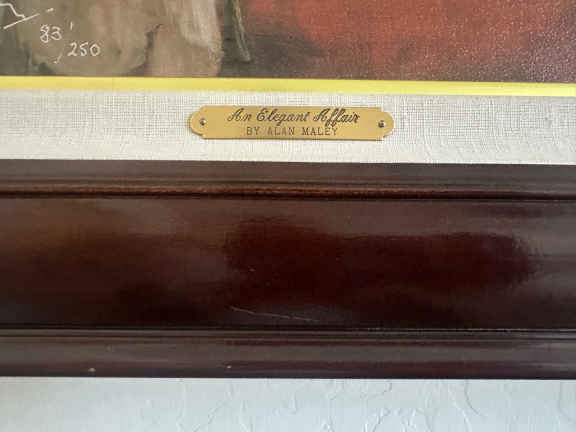 83/
250
An Elegant Affair
BY ALAN MALEY